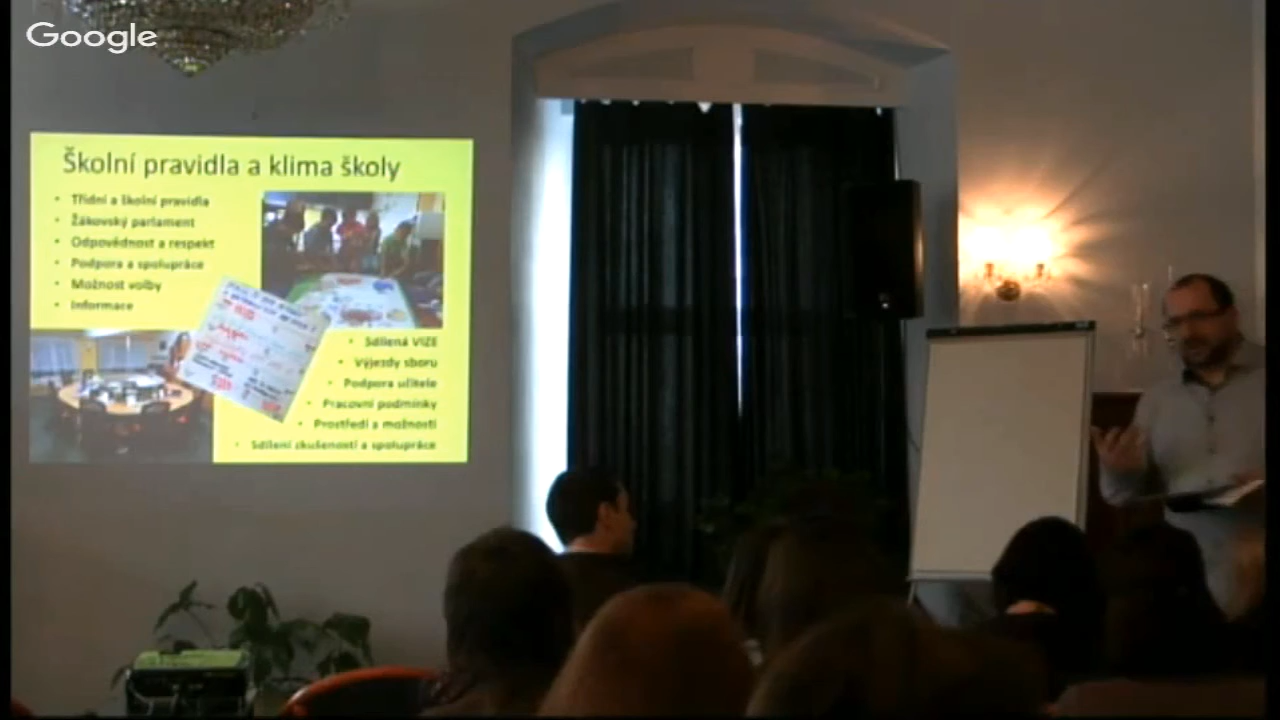 Google
Školní pravidla a klima školy
• Třídní a školní pravidla
• Žákovský parlament
• Odpovědnost a respekt
• Podpora a spolupráce
• Možnost volby
• Informace
• Sdílená VIZE
• Výjezdy sboru
• Podpora učitele
• Pracovní podmínky
• Prostředí a možnosti
• Sdílení zkušeností a spolupráce